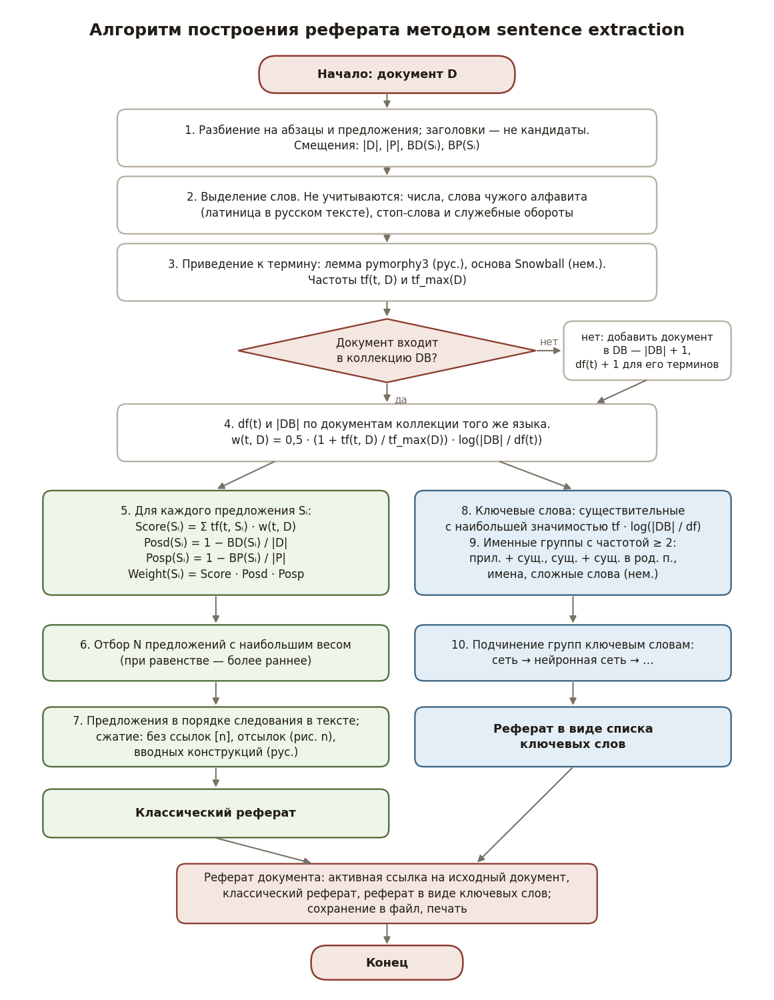 Алгоритм построения реферата методом sentence extraction
Начало: документ D
1. Разбиение на абзацы и предложения; заголовки — не кандидаты.
Смещения: |D|, |P|, BD(Sᵢ), BP(Sᵢ)
2. Выделение слов. Не учитываются: числа, слова чужого алфавита
(латиница в русском тексте), стоп-слова и служебные обороты
3. Приведение к термину: лемма pymorphy3 (рус.), основа Snowball (нем.).
Частоты tf(t, D) и tf_max(D)
Документ входит
в коллекцию DB?
нет
нет: добавить документ
в DB — |DB| + 1,
df(t) + 1 для его терминов
да
4. df(t) и |DB| по документам коллекции того же языка.
w(t, D) = 0,5 · (1 + tf(t, D) / tf_max(D)) · log(|DB| / df(t))
5. Для каждого предложения Sᵢ:
Score(Sᵢ) = Σ tf(t, Sᵢ) · w(t, D)
Posd(Sᵢ) = 1 − BD(Sᵢ) / |D|
Posp(Sᵢ) = 1 − BP(Sᵢ) / |P|
Weight(Sᵢ) = Score · Posd · Posp
8. Ключевые слова: существительные
с наибольшей значимостью tf · log(|DB| / df)
9. Именные группы с частотой ≥ 2:
прил. + сущ., сущ. + сущ. в род. п.,
имена, сложные слова (нем.)
6. Отбор N предложений с наибольшим весом
(при равенстве — более раннее)
10. Подчинение групп ключевым словам:
сеть → нейронная сеть → …
7. Предложения в порядке следования в тексте;
сжатие: без ссылок [n], отсылок (рис. n),
вводных конструкций (рус.)
Реферат в виде списка
ключевых слов
Классический реферат
Реферат документа: активная ссылка на исходный документ,
классический реферат, реферат в виде ключевых слов;
сохранение в файл, печать
Конец